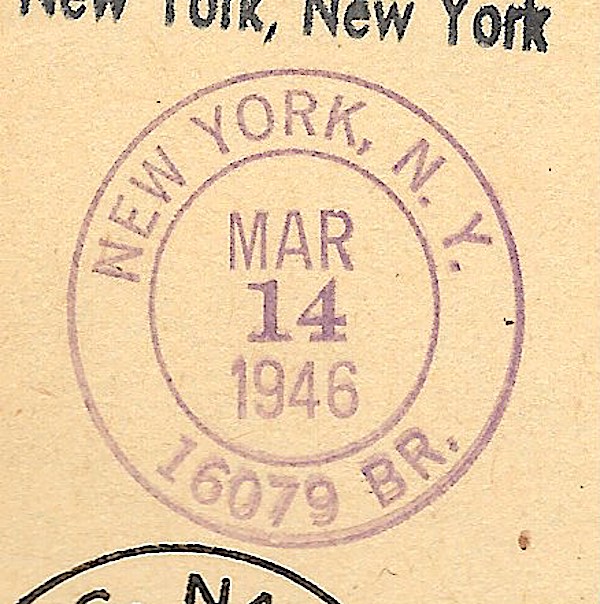 New York, New York
NEW YORK, N. Y.
MAR
14
1946
16079 BR.